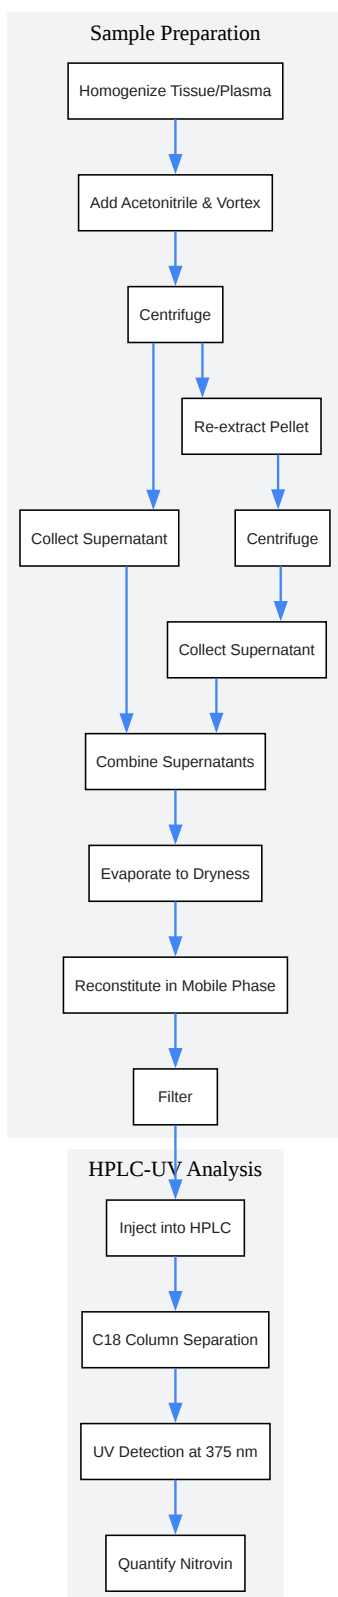 Sample Preparation
Homogenize Tissue/Plasma
Add Acetonitrile & Vortex
Centrifuge
Re-extract Pellet
Collect Supernatant
Centrifuge
Collect Supernatant
Combine Supernatants
Evaporate to Dryness
Reconstitute in Mobile Phase
Filter
HPLC-UV Analysis
Inject into HPLC
C18 Column Separation
UV Detection at 375 nm
Quantify Nitrovin